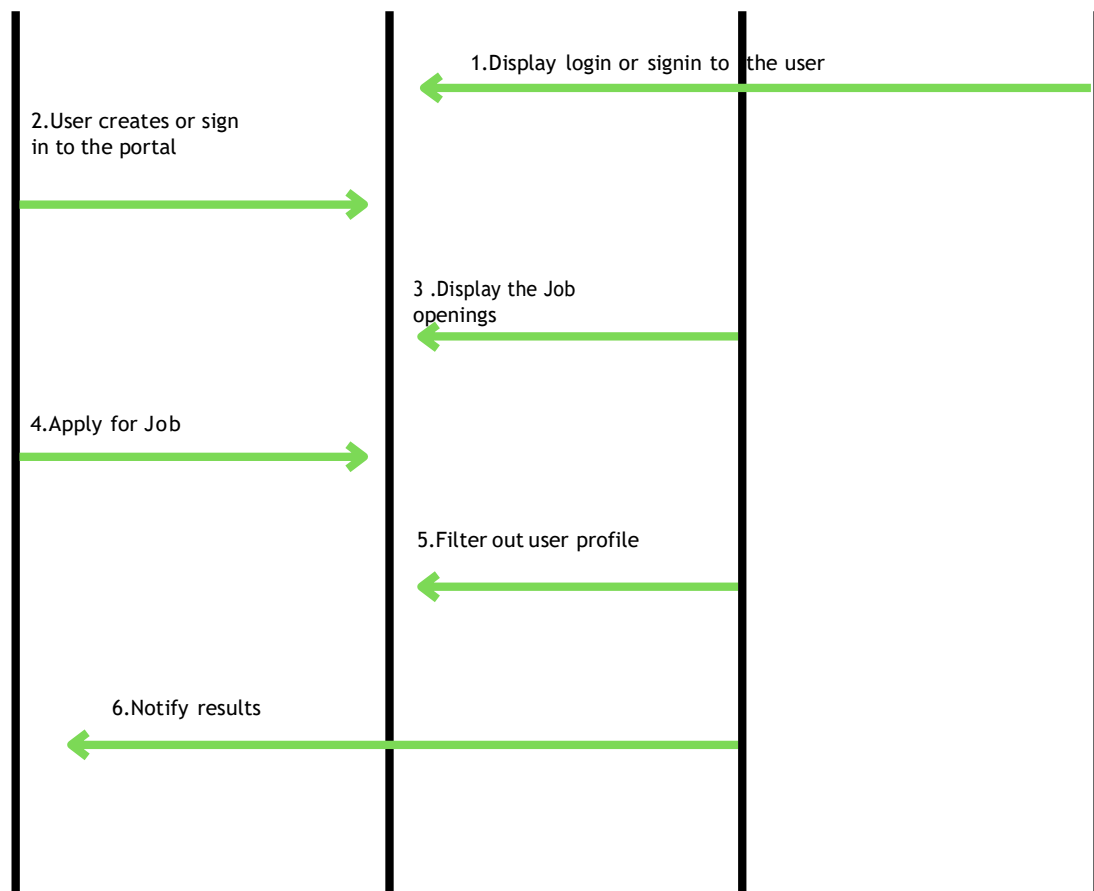 1.Display login or signin to the user
2.User creates or sign
in to the portal
3 .Display the Job
openings
4.Apply for Job
5.Filter out user profile
6.Notify results